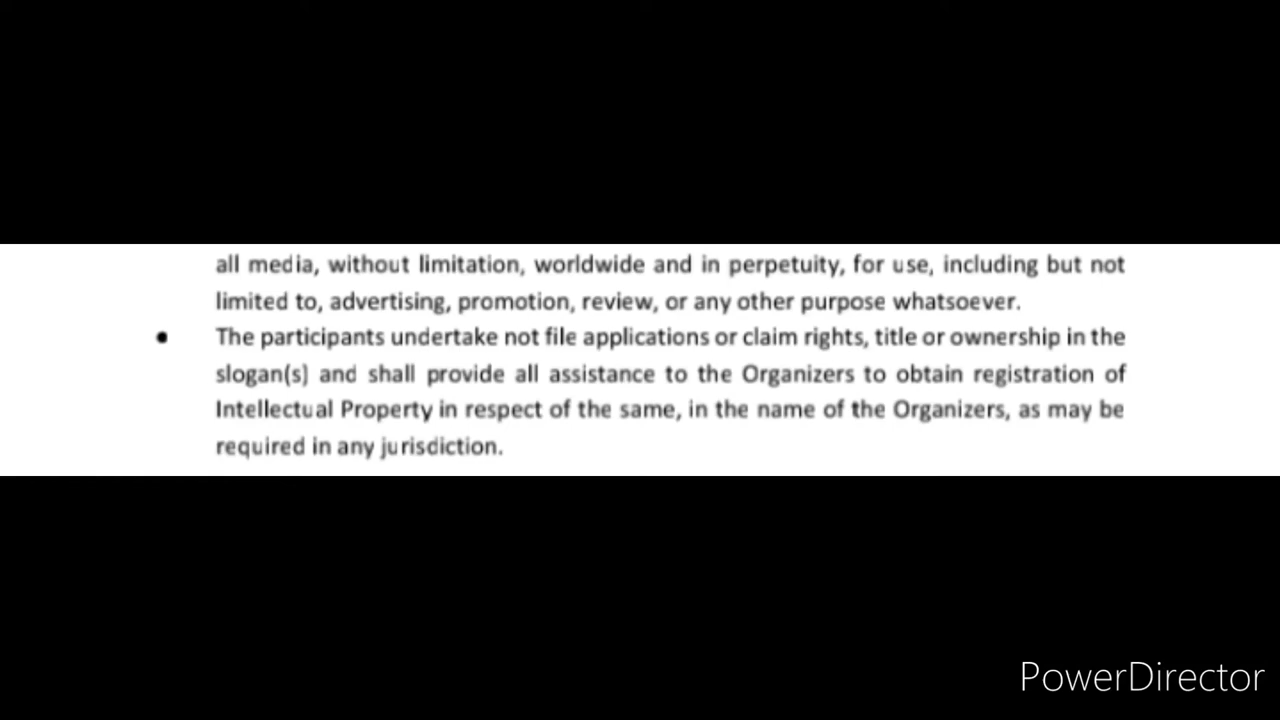 all media, without limitation, worldwide and in perpetuity, for use, including but not
limited to, advertising, promotion, review, or any other purpose whatsoever.
• The participants undertake not file applications or claim rights, title or ownership in the
slogan(s) and shall provide all assistance to the Organizers to obtain registration of
Intellectual Property in respect of the same, in the name of the Organizers, as may be
required in any jurisdiction.
PowerDirector